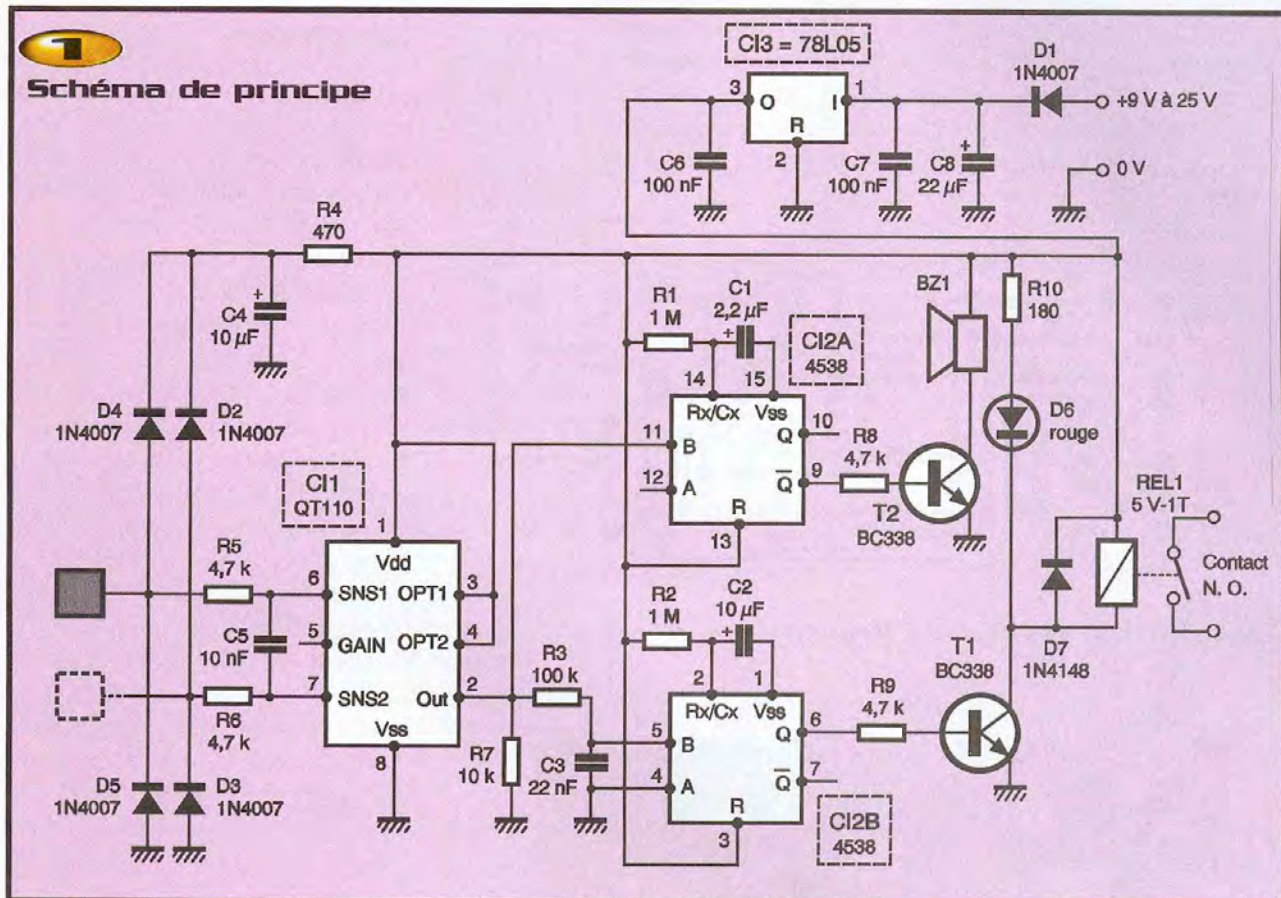 1
Schéma de principe
CI3 = 78L05
D1
1N4007
3
O
I
1
+9 V à 25 V
R
2
C6
100 nF
C7
100 nF
+
C8
22 µF
0 V
R4
470
+
C4
10 µF
R1
1 M
C1
2,2 µF
+
CI2A
4538
BZ1
R10
180
14
15
Rx/Cx
Vss
D4
1N4007
D2
1N4007
11
B
Q
10
12
A
Q
9
R8
4,7 k
D6
rouge
R
13
T2
BC338
REL1
5 V-1T
CI1
QT110
1
Vdd
R5
4,7 k
6
SNS1
OPT1
3
C5
10 nF
5
GAIN
OPT2
4
7
SNS2
Out
2
R6
4,7 k
Vss
8
R3
100 k
R2
1 M
C2
10 µF
+
Contact
N. O.
2
1
Rx/Cx
Vss
T1
BC338
D7
1N4148
R9
4,7 k
5
B
Q
6
4
A
Q
7
R
3
R7
10 k
C3
22 nF
CI2B
4538
D5
1N4007
D3
1N4007